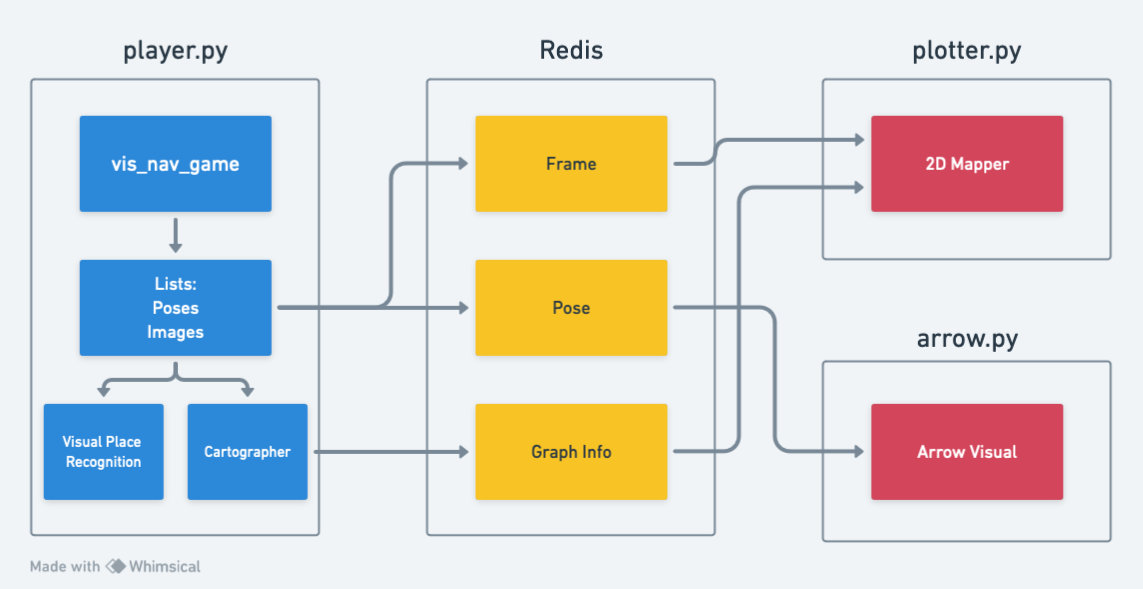 player.py
Redis
plotter.py
vis_nav_game
Frame
2D Mapper
Lists:
Poses
Images
Pose
arrow.py
Visual Place
Recognition
Cartographer
Graph Info
Arrow Visual
Made with Whimsical